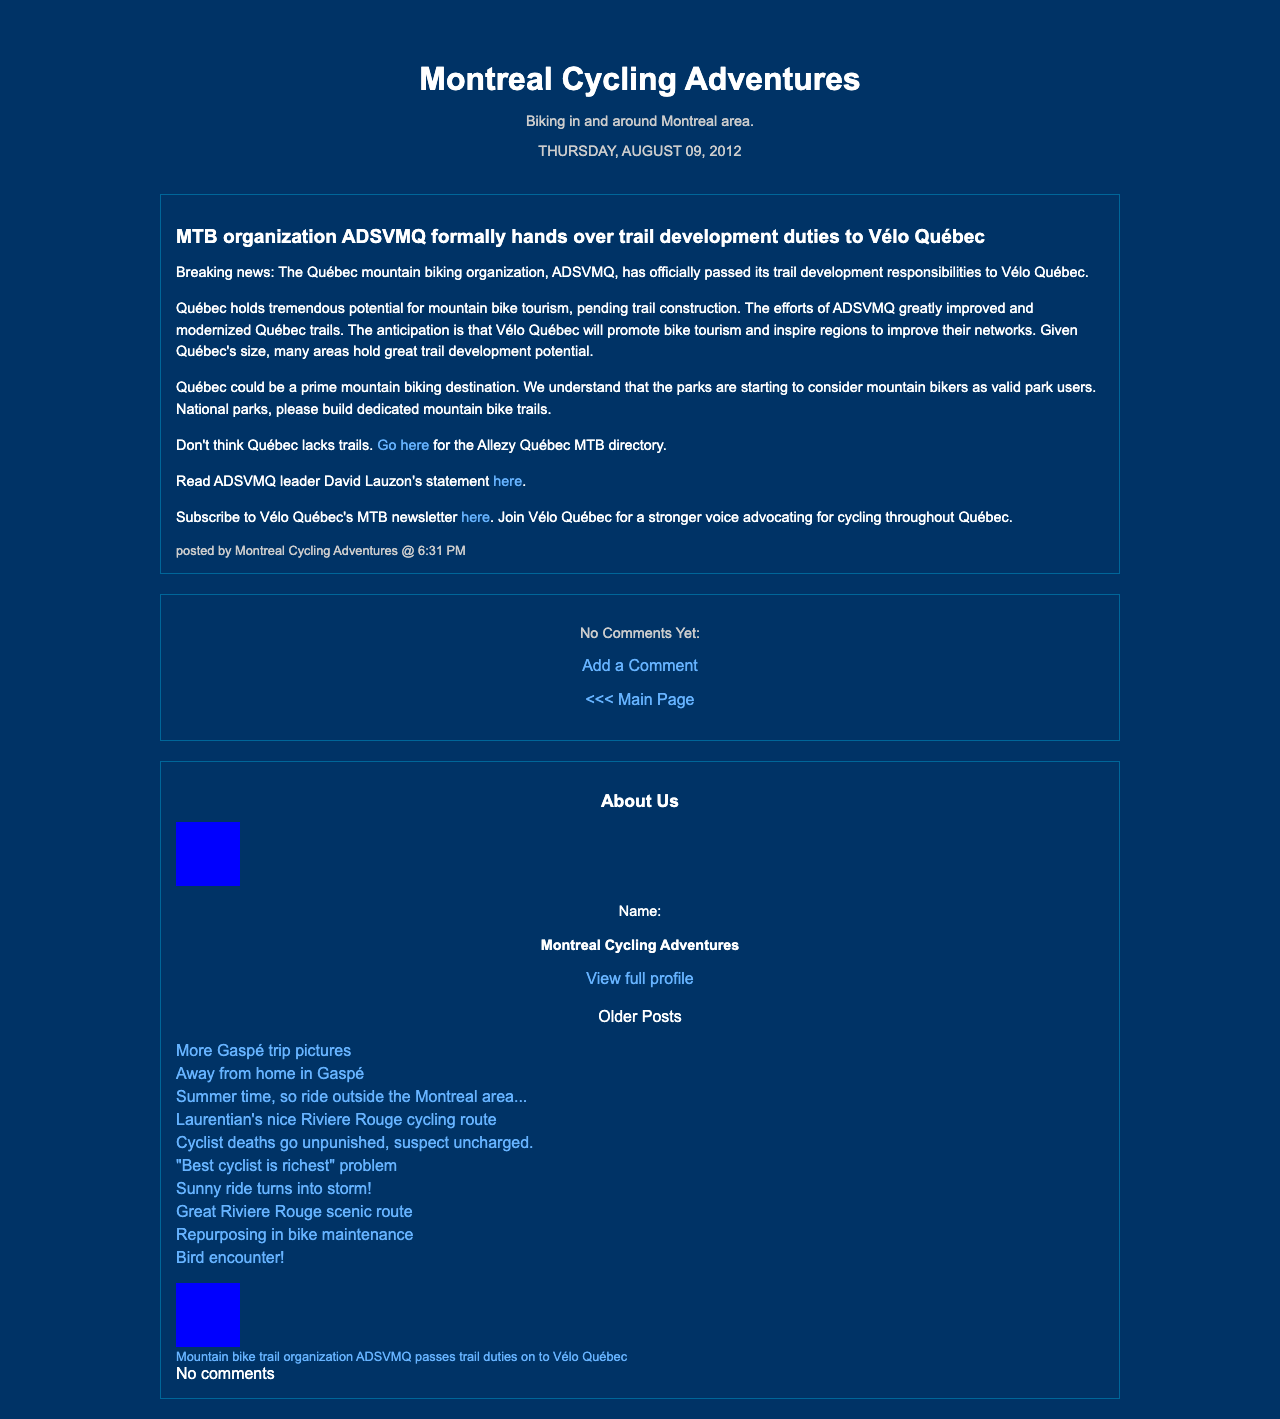 Montreal Cycling Adventures
Biking in and around Montreal area.
THURSDAY, AUGUST 09, 2012
MTB organization ADSVMQ formally hands over trail development duties to Vélo Québec
Breaking news: The Québec mountain biking organization, ADSVMQ, has officially passed its trail development responsibilities to Vélo Québec.
Québec holds tremendous potential for mountain bike tourism, pending trail construction. The efforts of ADSVMQ greatly improved and
modernized Québec trails. The anticipation is that Vélo Québec will promote bike tourism and inspire regions to improve their networks. Given
Québec's size, many areas hold great trail development potential.
Québec could be a prime mountain biking destination. We understand that the parks are starting to consider mountain bikers as valid park users.
National parks, please build dedicated mountain bike trails.
Don't think Québec lacks trails. Go here for the Allezy Québec MTB directory.
Read ADSVMQ leader David Lauzon's statement here.
Subscribe to Vélo Québec's MTB newsletter here. Join Vélo Québec for a stronger voice advocating for cycling throughout Québec.
posted by Montreal Cycling Adventures @ 6:31 PM
No Comments Yet:
Add a Comment
<<< Main Page
About Us
Name:
Montreal Cycling Adventures
View full profile
Older Posts
More Gaspé trip pictures
Away from home in Gaspé
Summer time, so ride outside the Montreal area...
Laurentian's nice Riviere Rouge cycling route
Cyclist deaths go unpunished, suspect uncharged.
"Best cyclist is richest" problem
Sunny ride turns into storm!
Great Riviere Rouge scenic route
Repurposing in bike maintenance
Bird encounter!
Mountain bike trail organization ADSVMQ passes trail duties on to Vélo Québec
No comments